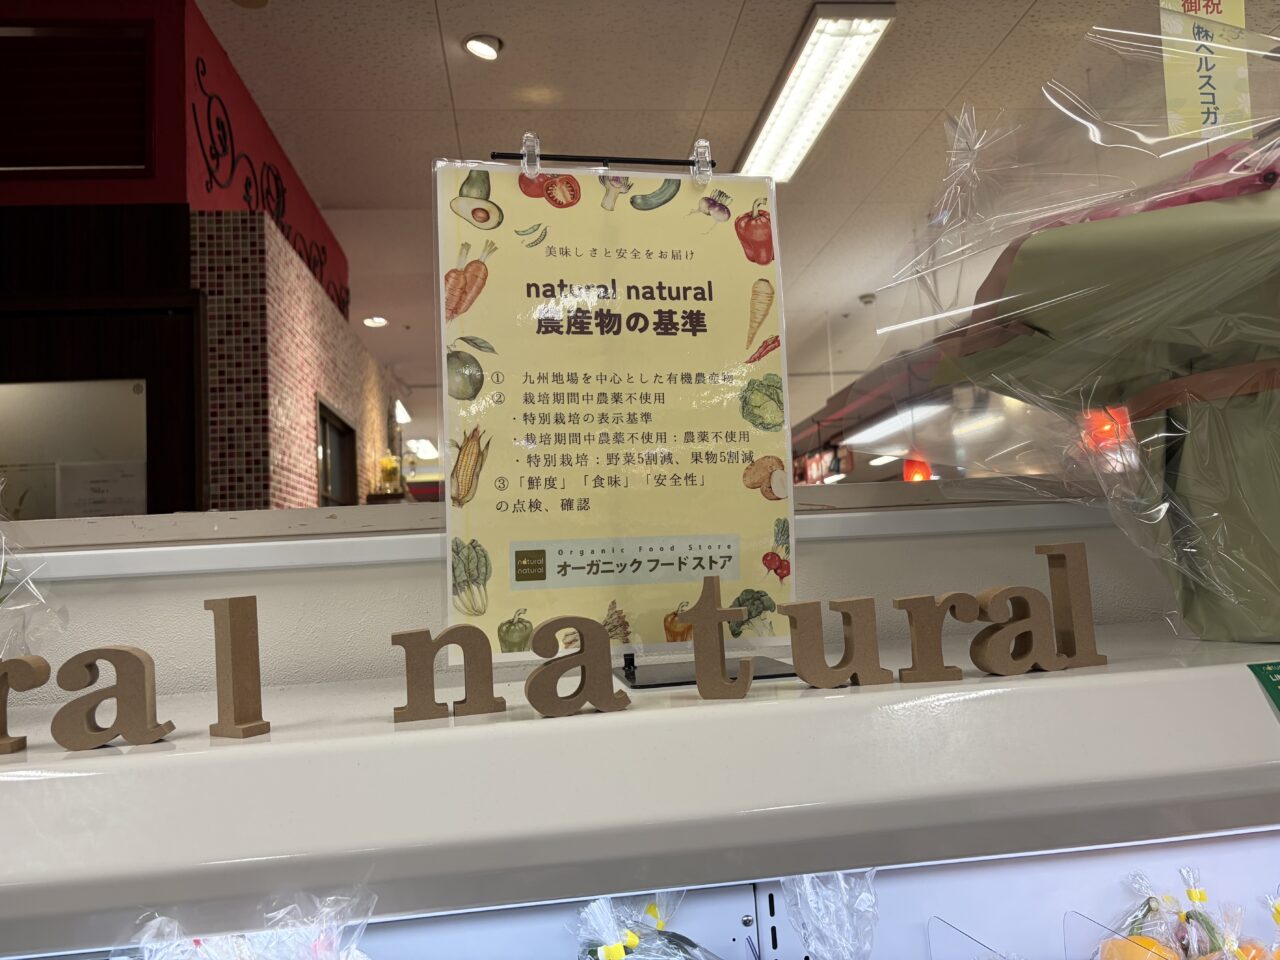 御祝
㈱ヘルスコガ
美味しさと安全をお届け
natural natural
農産物の基準
① 九州地場を中心とした有機農産物
② 栽培期間中農薬不使用
・特別栽培の表示基準
・栽培期間中農薬不使用：農薬不使用
・特別栽培：野菜5割減、果物5割減
③「鮮度」「食味」「安全性」
の点検、確認
natural
natural
Organic Food Store
オーガニック フード ストア
ral natural